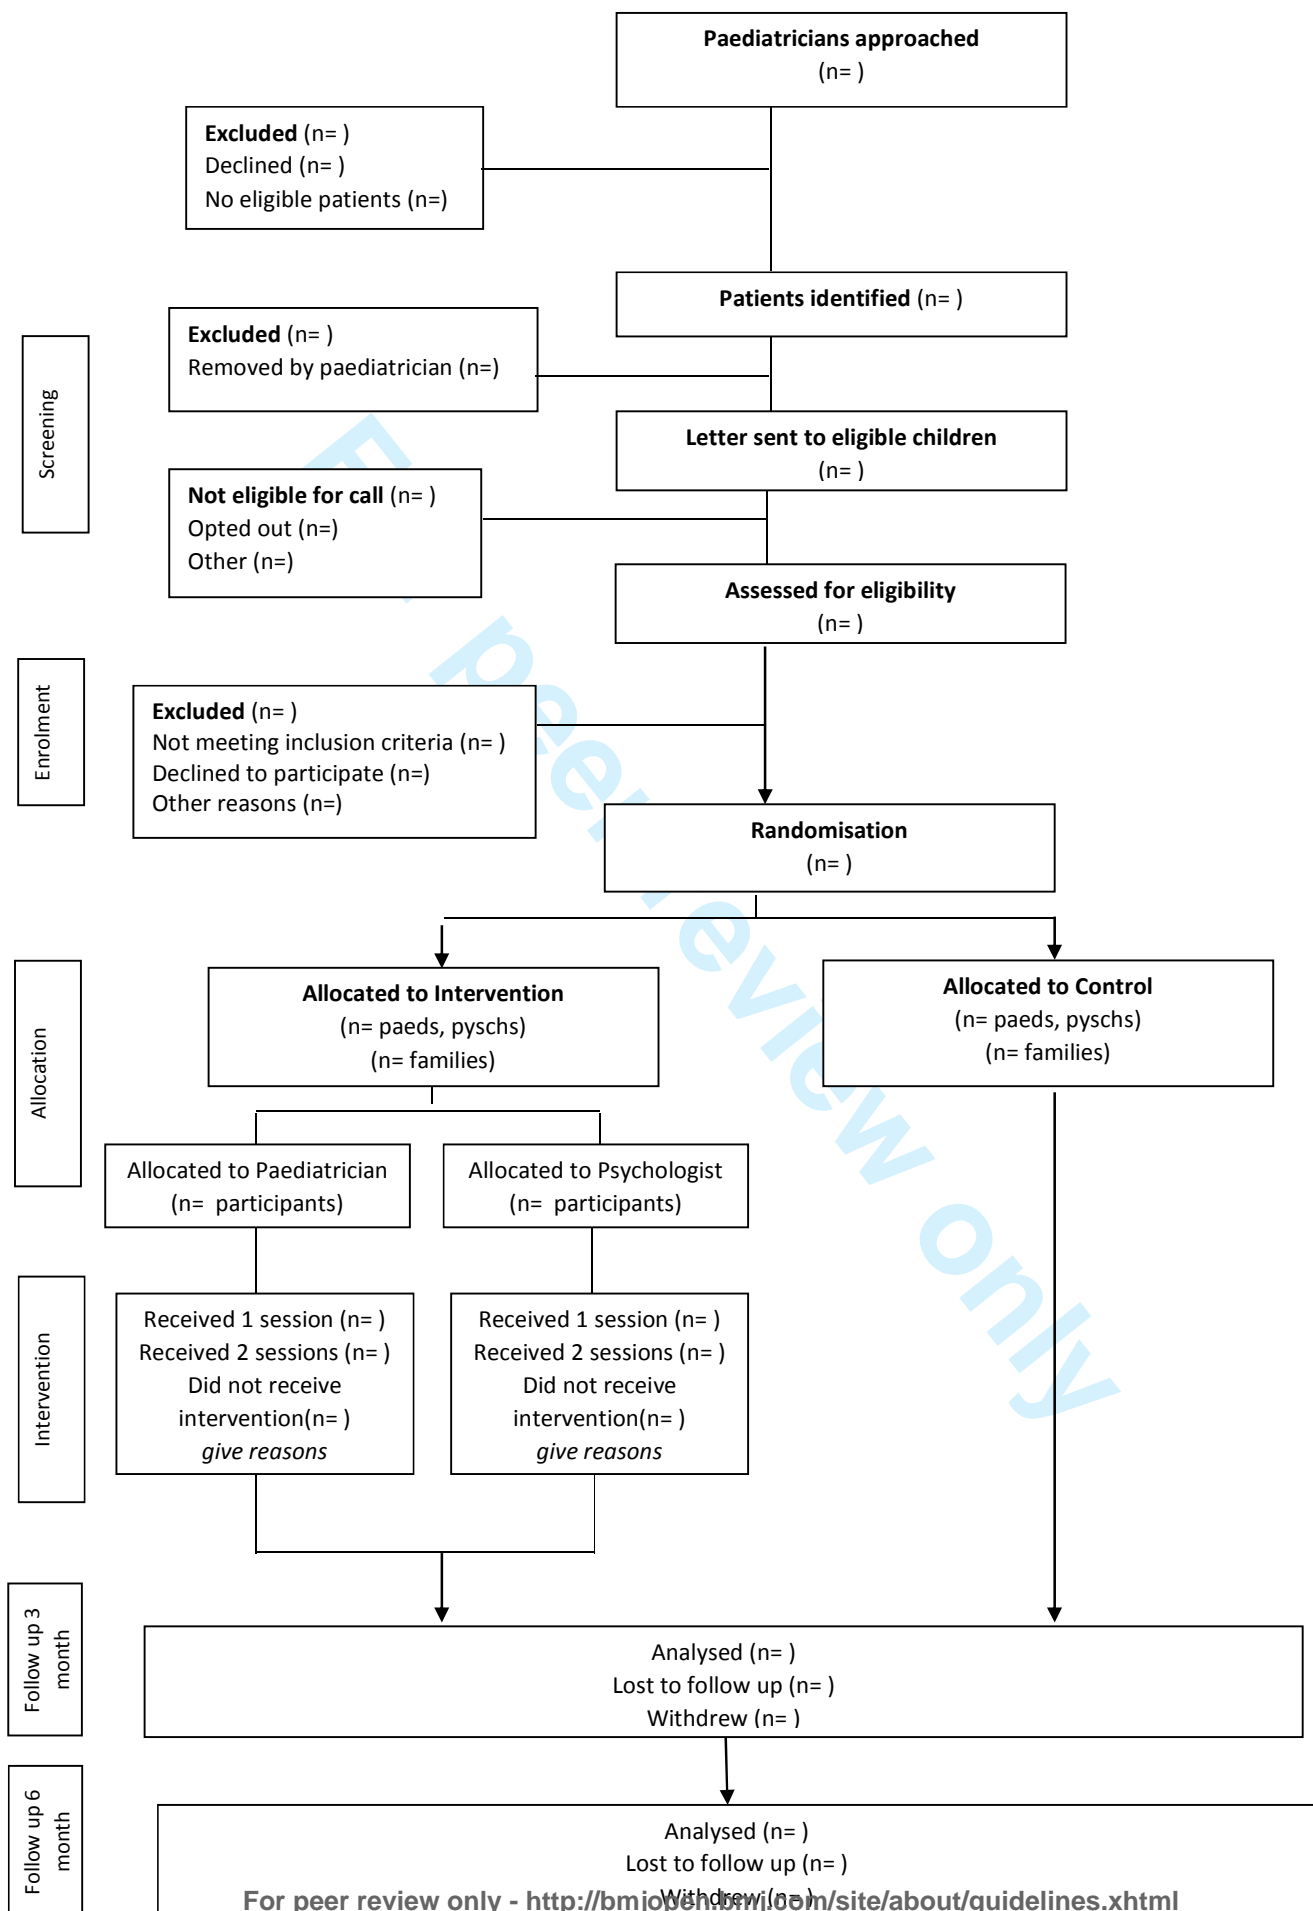 Paediatricians approached
(n= )
Excluded (n= )
Declined (n= )
No eligible patients (n=)
Patients identified (n= )
Screening
Excluded (n= )
Removed by paediatrician (n=)
Letter sent to eligible children
(n= )
Not eligible for call (n= )
Opted out (n=)
Other (n=)
Assessed for eligibility
(n= )
Enrolment
Excluded (n= )
Not meeting inclusion criteria (n= )
Declined to participate (n=)
Other reasons (n=)
Randomisation
(n= )
Allocation
Allocated to Intervention
(n= paeds, pyschs)
(n= families)
Allocated to Control
(n= paeds, pyschs)
(n= families)
Allocated to Paediatrician
(n=  participants)
Allocated to Psychologist
(n=  participants)
Intervention
Received 1 session (n= )
Received 2 sessions (n= )
Did not receive
intervention(n= )
give reasons
Received 1 session (n= )
Received 2 sessions (n= )
Did not receive
intervention(n= )
give reasons
Follow up 3
month
Analysed (n= )
Lost to follow up (n= )
Withdrew (n= )
Follow up 6
month
Analysed (n= )
Lost to follow up (n= )
Withdrew (n= )
For peer review only - http://bmjopen.bmj.com/site/about/guidelines.xhtml
For peer review only